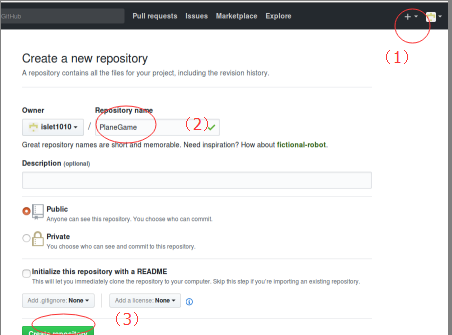 GitHub
Pull requests Issues Marketplace Explore
(1)
Create a new repository
A repository contains all the files for your project, including the revision history.
Owner Repository name
islet1010 / PlaneGame (2)
Great repository names are short and memorable. Need inspiration? How about fictional-robot.
Description (optional)
Public
Anyone can see this repository. You choose who can commit.
Private
You choose who can see and commit to this repository.
Initialize this repository with a README
This will let you immediately clone the repository to your computer. Skip this step if you're importing an existing repository.
Add .gitignore: None Add a license: None
(3)
Create repository